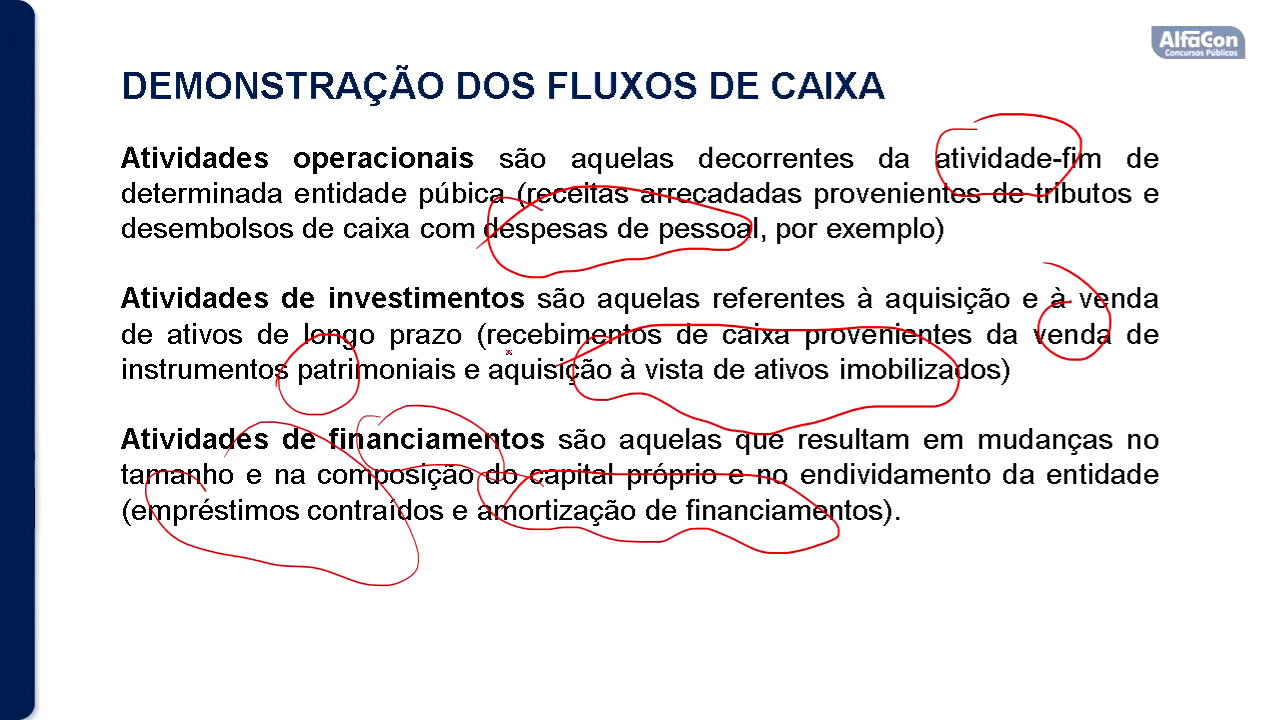 AlfaCon
Concursos Públicos
DEMONSTRAÇÃO DOS FLUXOS DE CAIXA
Atividades operacionais são aquelas decorrentes da atividade-fim de
determinada entidade púbica (receitas arrecadadas provenientes de tributos e
desembolsos de caixa com despesas de pessoal, por exemplo)
Atividades de investimentos são aquelas referentes à aquisição e à venda
de ativos de longo prazo (recebimentos de caixa provenientes da venda de
instrumentos patrimoniais e aquisição à vista de ativos imobilizados)
Atividades de financiamentos são aquelas que resultam em mudanças no
tamanho e na composição do capital próprio e no endividamento da entidade
(empréstimos contraídos e amortização de financiamentos).